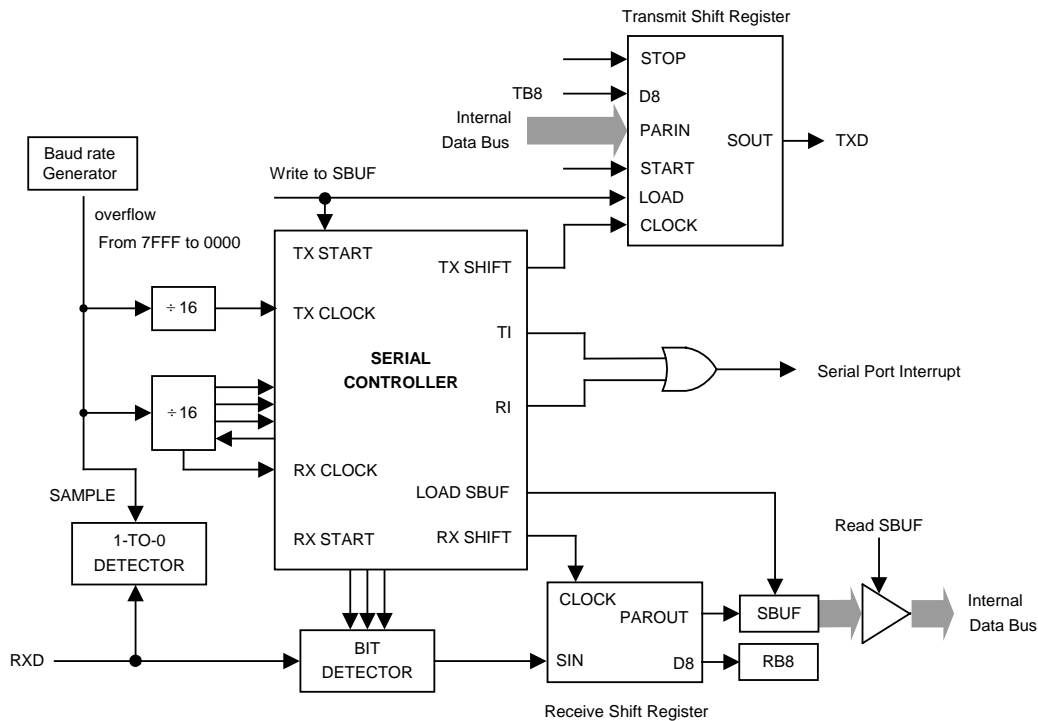 Transmit Shift Register
STOP
TB8
D8
Internal
Data Bus
PARIN
SOUT
TXD
START
LOAD
CLOCK
Baud rate
Generator
Write to SBUF
overflow
From 7FFF to 0000
TX START
TX SHIFT
÷ 16
TX CLOCK
TI
SERIAL
CONTROLLER
Serial Port Interrupt
÷ 16
RI
RX CLOCK
SAMPLE
LOAD SBUF
1-TO-0
DETECTOR
RX START
RX SHIFT
Read SBUF
CLOCK
PAROUT
SBUF
Internal
Data Bus
RXD
BIT
DETECTOR
SIN
D8
RB8
Receive Shift Register